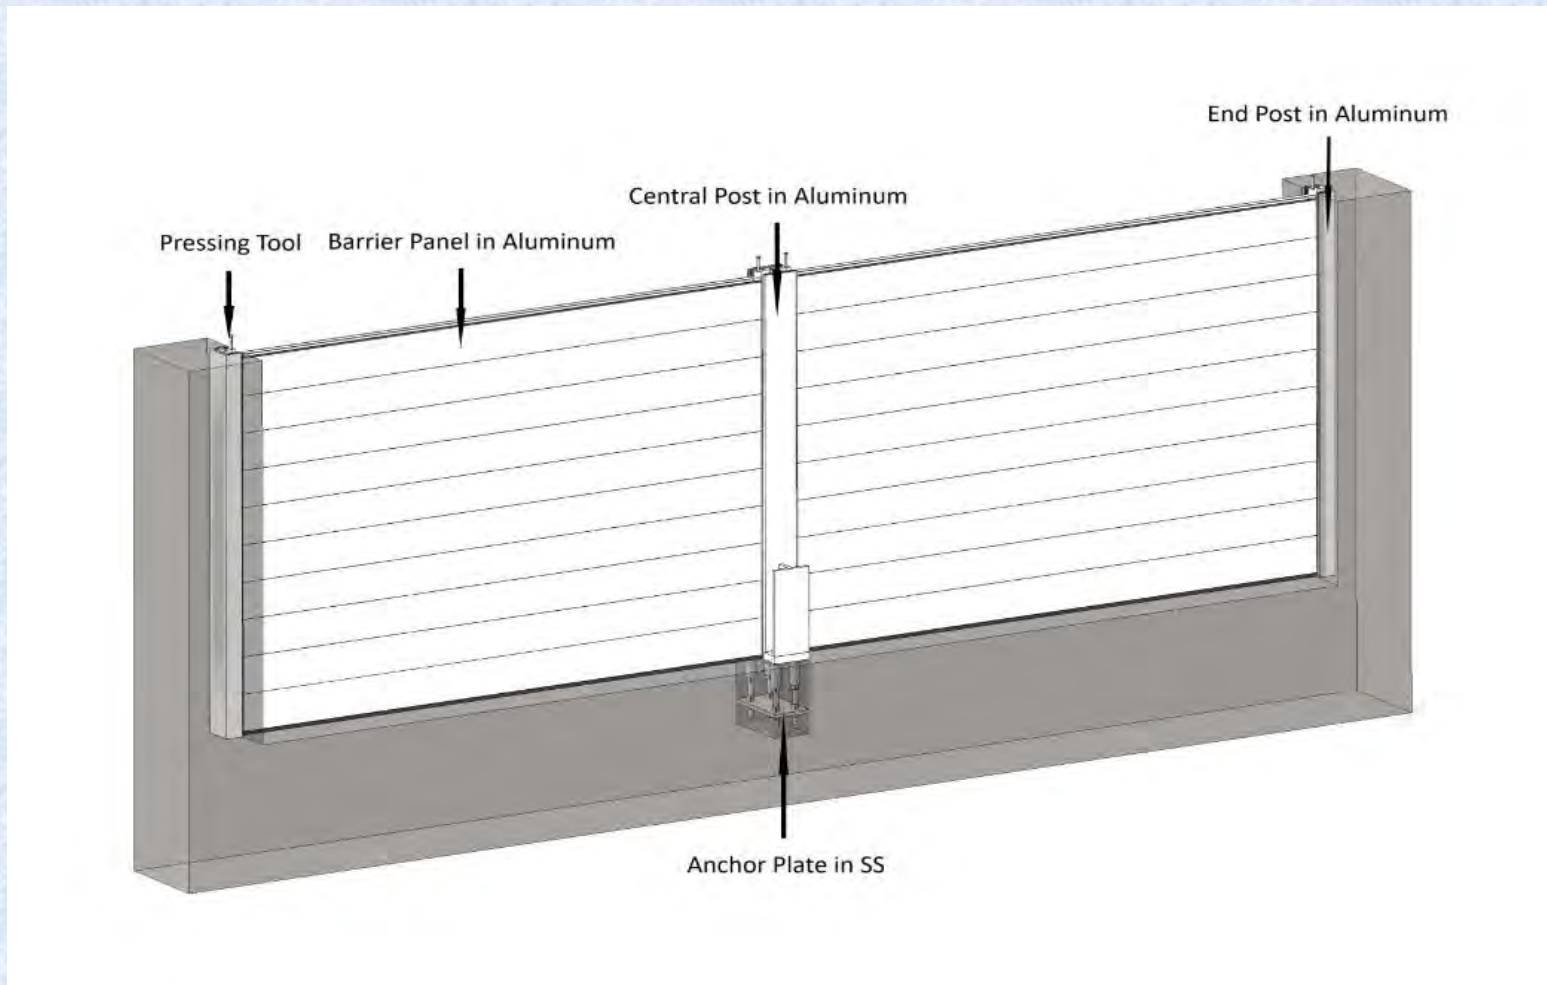 End Post in Aluminum
Central Post in Aluminum
Pressing Tool
Barrier Panel in Aluminum
Anchor Plate in SS